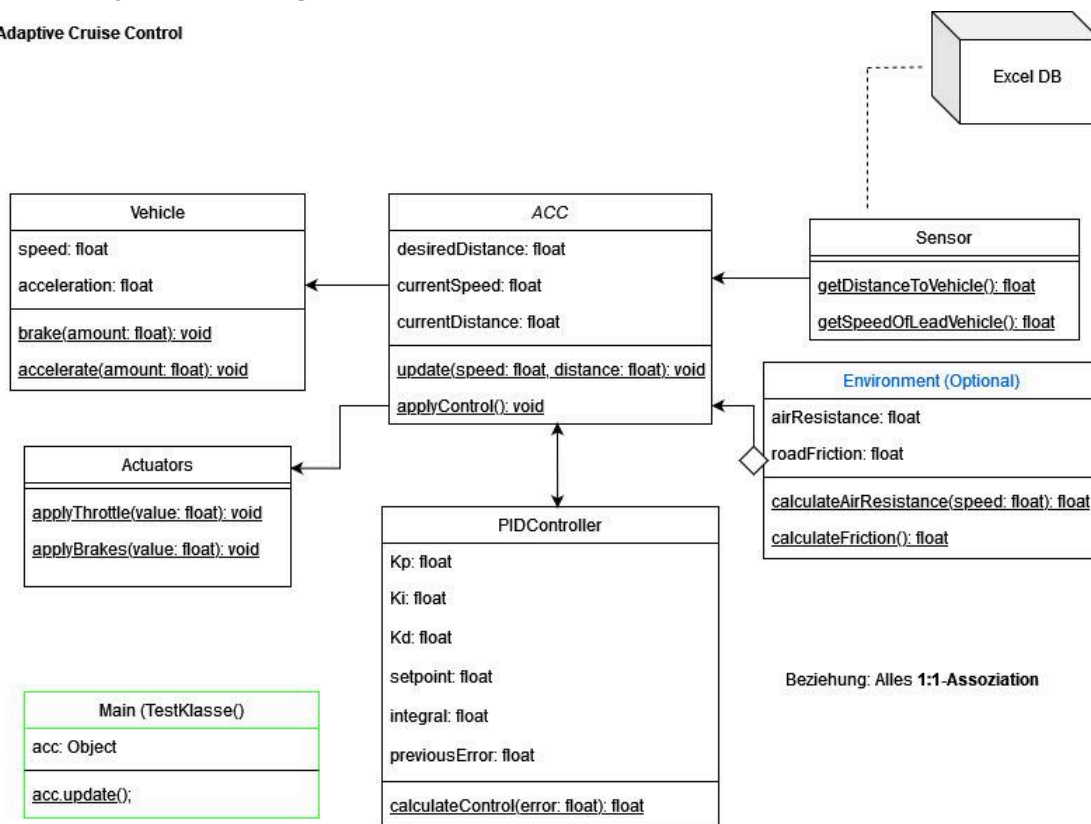 Adaptive Cruise Control
Excel DB
Vehicle
speed: float
acceleration: float
brake(amount: float): void
accelerate(amount: float): void
ACC
desiredDistance: float
currentSpeed: float
currentDistance: float
update(speed: float, distance: float): void
applyControl(): void
Sensor
getDistanceToVehicle(): float
getSpeedOfLeadVehicle(): float
Environment (Optional)
airResistance: float
roadFriction: float
calculateAirResistance(speed: float): float
calculateFriction(): float
Actuators
applyThrottle(value: float): void
applyBrakes(value: float): void
PIDController
Kp: float
Ki: float
Kd: float
setpoint: float
integral: float
previousError: float
calculateControl(error: float): float
Beziehung: Alles 1:1-Assoziation
Main (TestKlasse()
acc: Object
acc.update();